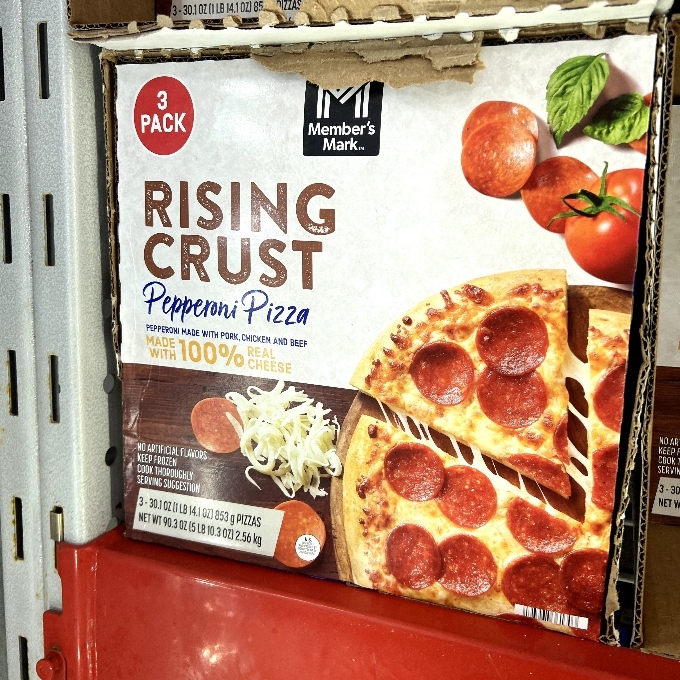 3 - 30.1 OZ (1 LB 14.1 OZ) 85
PIZZAS
3
PACK
Member's
Mark™
RISING
CRUST
Pepperoni Pizza
PEPPERONI MADE WITH PORK, CHICKEN AND BEEF
MADE WITH 100% REAL CHEESE
NO ARTIFICIAL FLAVORS
KEEP FROZEN
COOK THOROUGHLY
SERVING SUGGESTION
3 - 30.1 OZ (1 LB 14.1 OZ) 853 g PIZZAS
NET WT 90.3 OZ (5 LB 10.3 OZ) 2.56 kg
NO AR
KEEP F
COOK T
SERVIN
3 - 30
NET W